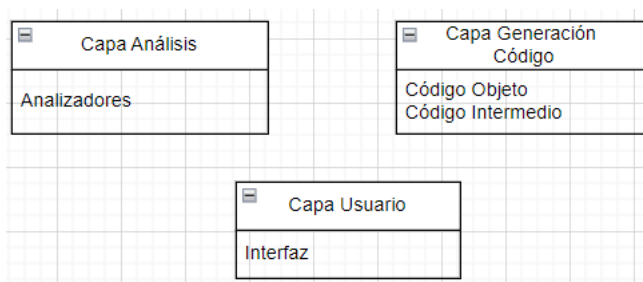 Capa Análisis
Analizadores
Capa Generación
Código
Código Objeto
Código Intermedio
Capa Usuario
Interfaz